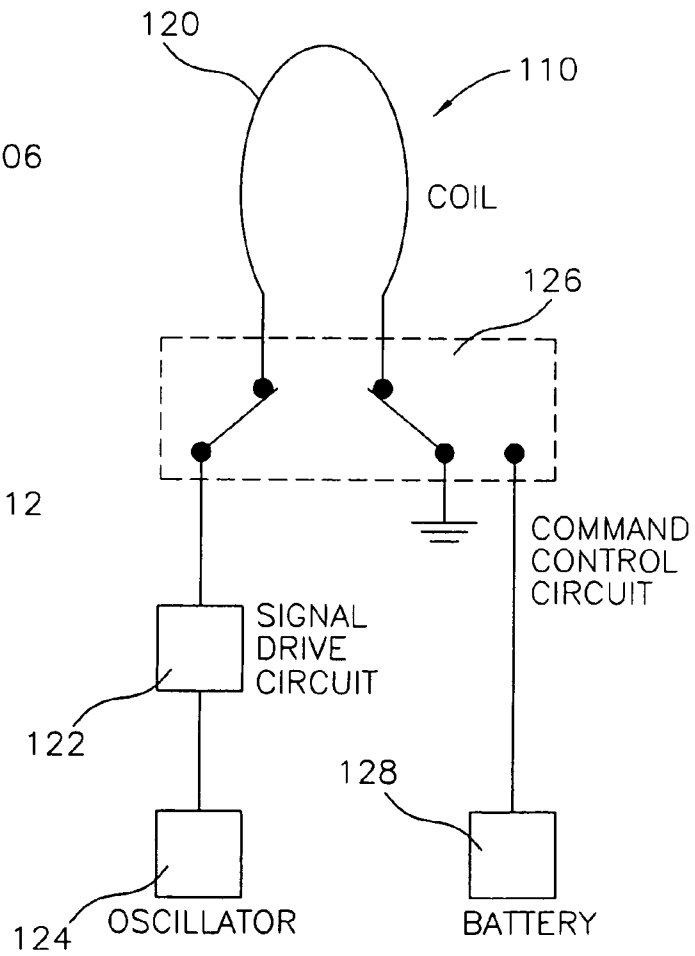 120
110
06
COIL
126
12
COMMAND
CONTROL
CIRCUIT
SIGNAL
DRIVE
CIRCUIT
122
128
124
OSCILLATOR
BATTERY